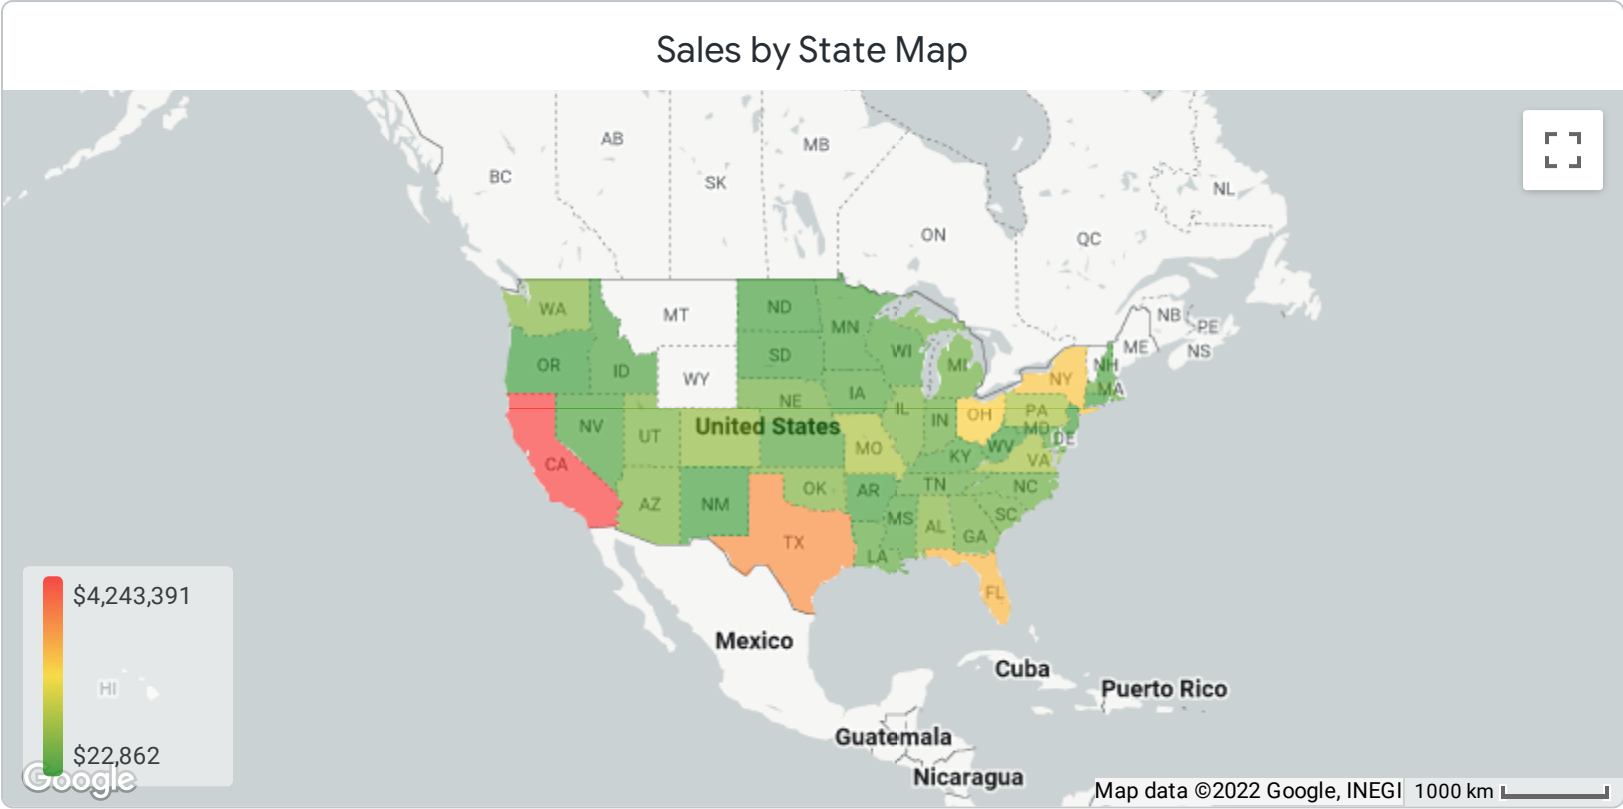 Sales by State Map
AB
MB
BC
SK
NL
ON
QC
WA
MT
ND
MN
NB
PE
OR
ID
SD
WI
MI
ME
NS
WY
NH
NY
MA
NE
IA
IL
IN
OH
PA
NV
UT
United States
MD
DE
CA
MO
KY
WV
VA
AZ
NM
OK
AR
TN
NC
TX
MS
AL
GA
SC
LA
FL
$4,243,391
HI
$22,862
Google
Mexico
Cuba
Puerto Rico
Guatemala
Nicaragua
Map data ©2022 Google, INEGI
1000 km